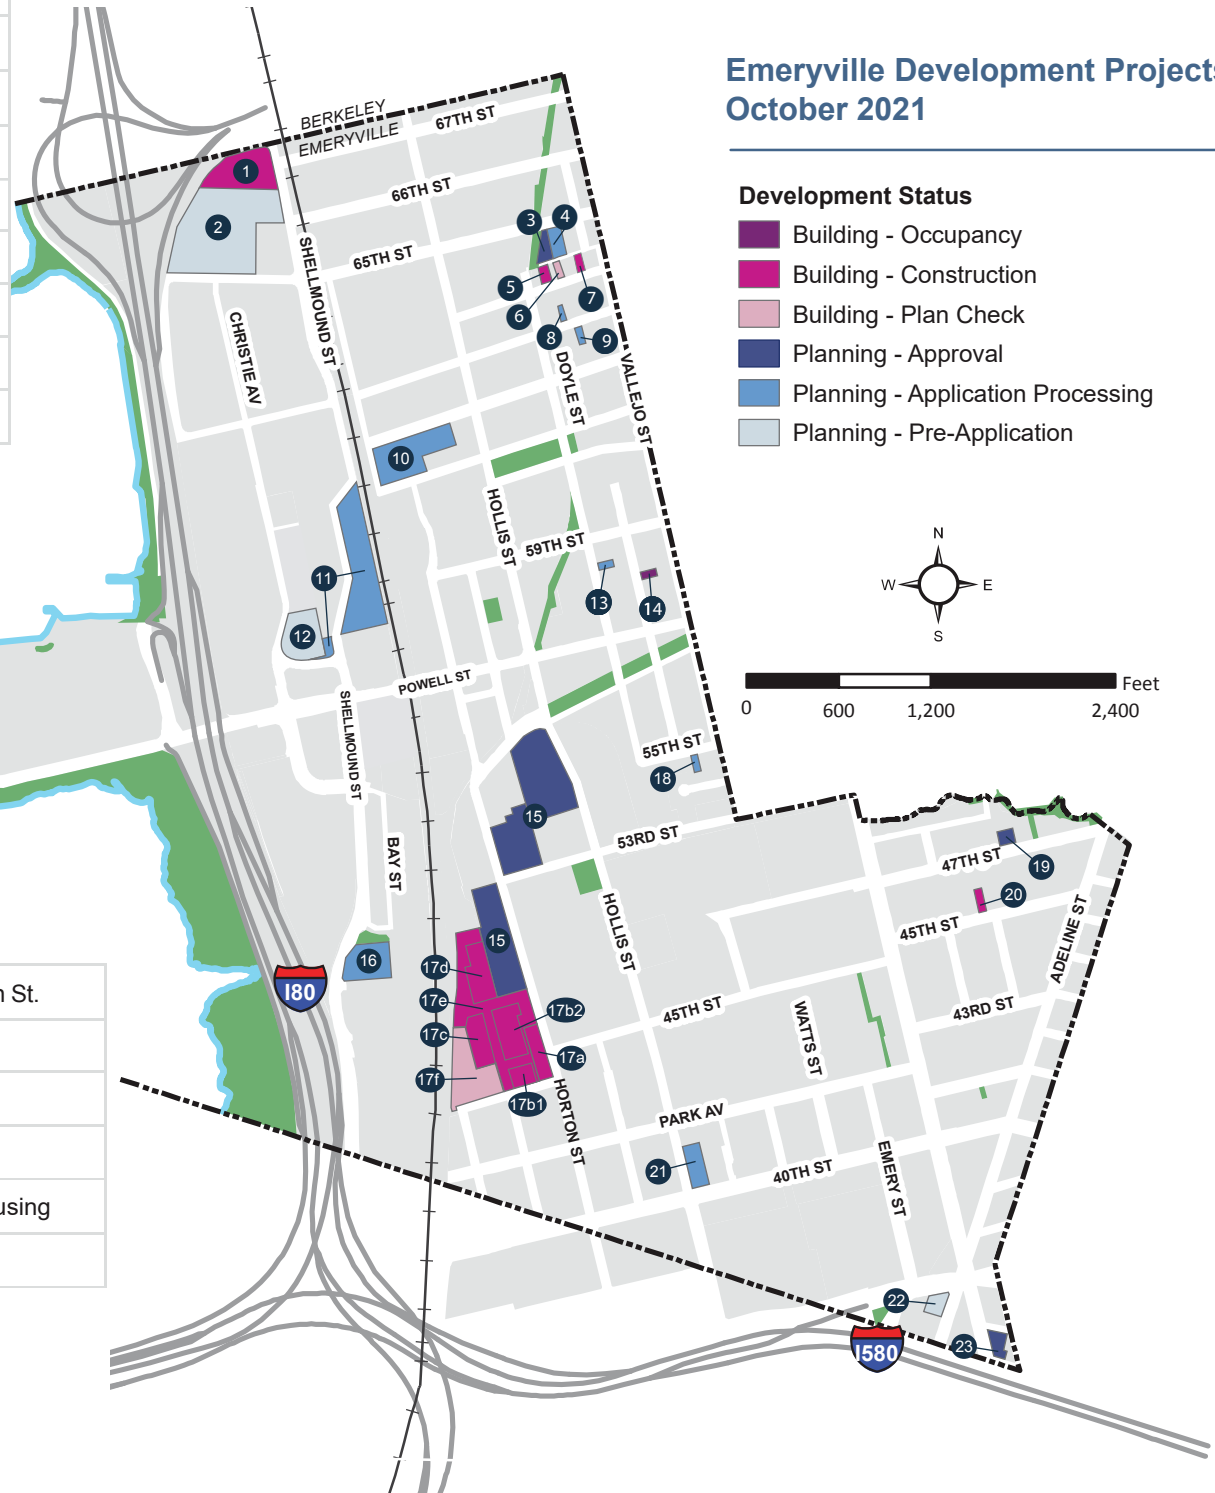 Emeryville Development Projects
October 2021
Development Status
Building - Occupancy
Building - Construction
Building - Plan Check
Planning - Approval
Planning - Application Processing
Planning - Pre-Application
N
W
E
S
Feet
0
600
1,200
2,400
BERKELEY
EMERYVILLE
67TH ST
66TH ST
65TH ST
SHELLMOUND ST
CHRISTIE AV
VALLEJO ST
DOYLE ST
HOLLIS ST
59TH ST
POWELL ST
SHELLMOUND ST
55TH ST
53RD ST
BAY ST
HOLLIS ST
47TH ST
45TH ST
ADELINE ST
43RD ST
45TH ST
WATTS ST
HORTON ST
PARK AV
40TH ST
EMERY ST
1
2
3
4
5
6
7
8
9
10
11
12
13
14
15
15
16
17d
17e
17c
17f
17b2
17a
17b1
18
19
20
21
22
23
I80
I580
St.
using